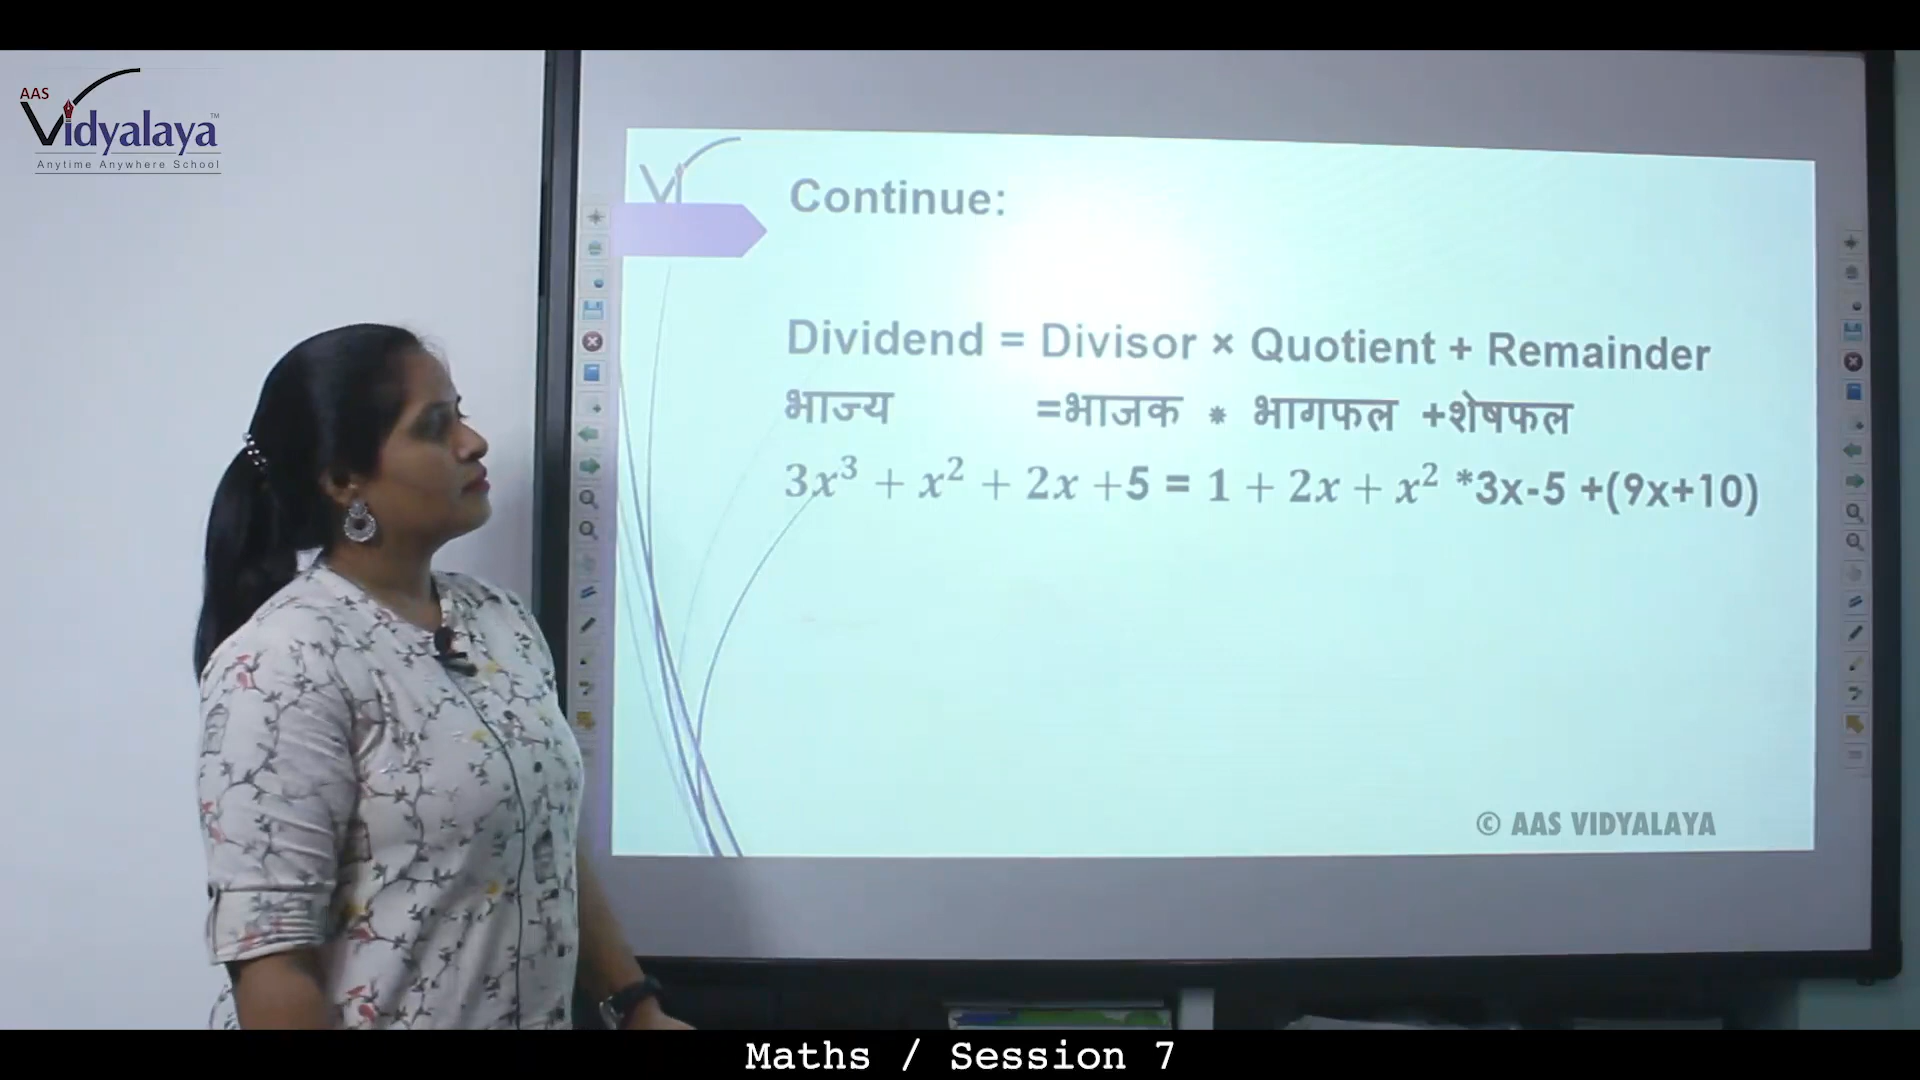 AAS
Vidyalaya™
Anytime Anywhere School
Continue:
Dividend = Divisor × Quotient + Remainder
भाज्य =भाजक * भागफल +शेषफल
3x³ + x² + 2x +5 = 1 + 2x + x² *3x-5 +(9x+10)
© AAS VIDYALAYA
Maths / Session 7